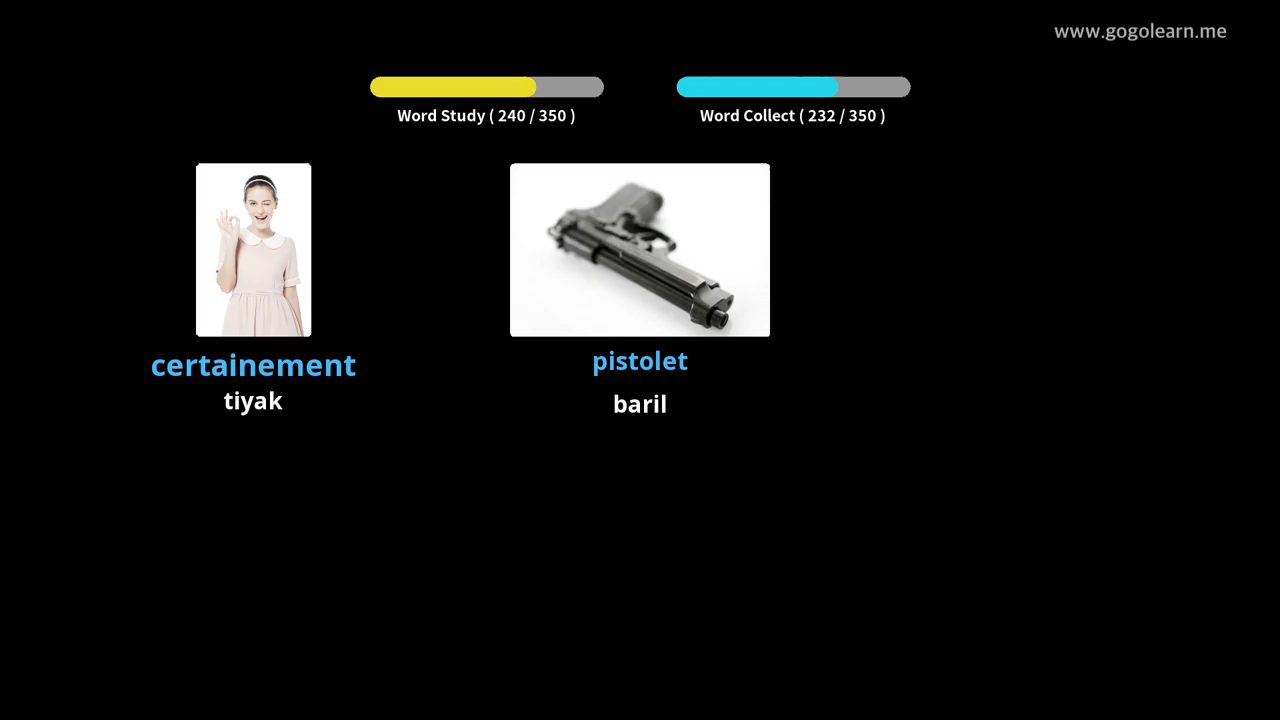 www.gogolearn.me
Word Study ( 240 / 350 )
Word Collect ( 232 / 350 )
certainement
tiyak
pistolet
baril